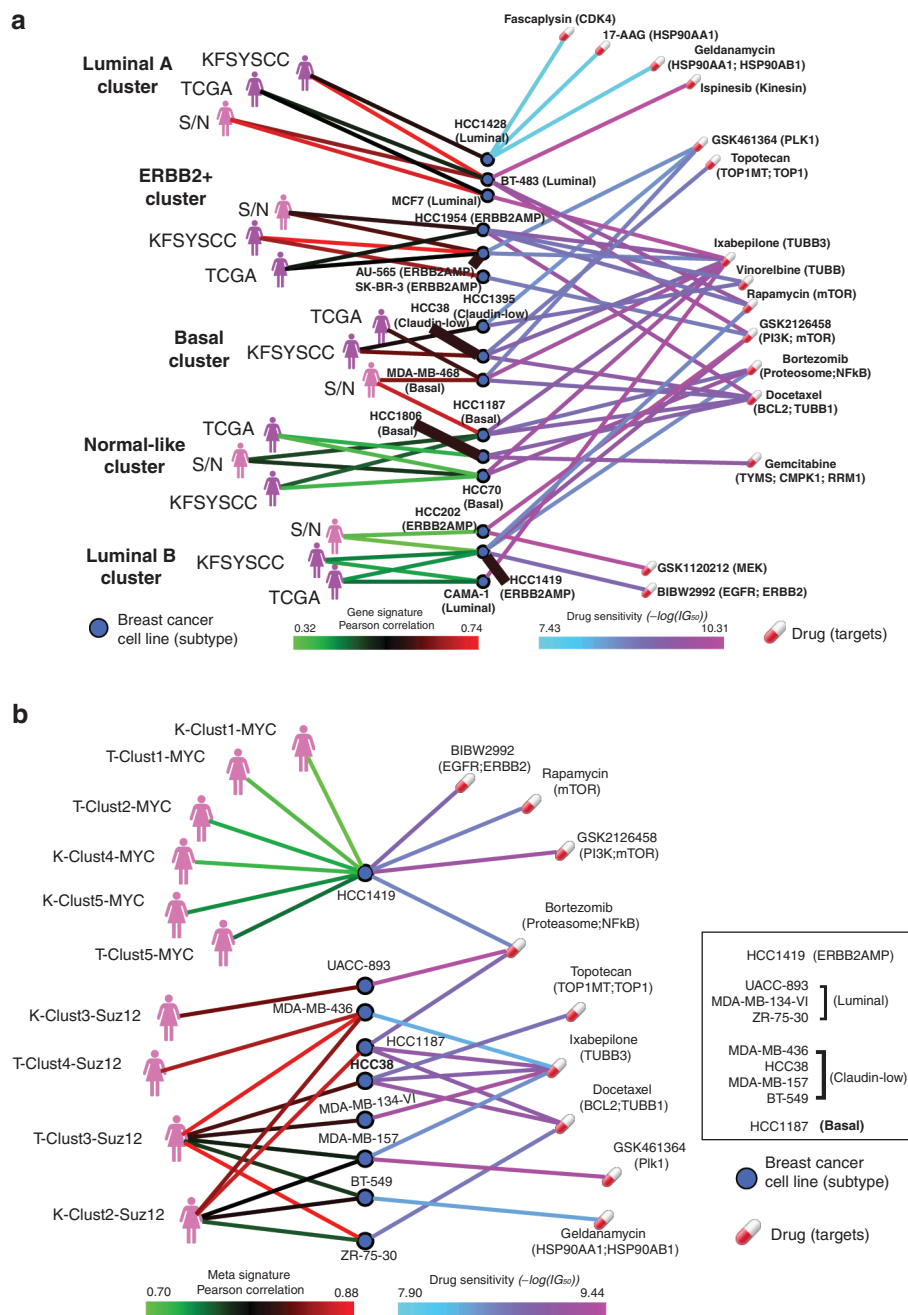 a
Fascaplysin (CDK4)
17-AAG (HSP90AA1)
Geldanamycin
(HSP90AA1; HSP90AB1)
Ispinesib (Kinesin)
Luminal A
cluster
KFSYSCC
TCGA
S/N
HCC1428
(Luminal)
BT-483 (Luminal)
MCF7 (Luminal)
GSK461364 (PLK1)
Topotecan
(TOP1MT; TOP1)
ERBB2+
cluster
S/N
KFSYSCC
TCGA
HCC1954 (ERBB2AMP)
AU-565 (ERBB2AMP)
SK-BR-3 (ERBB2AMP)
Ixabepilone (TUBB3)
Vinorelbine (TUBB)
Rapamycin (mTOR)
GSK2126458
(PI3K; mTOR)
Bortezomib
(Proteosome;NFkB)
Docetaxel
(BCL2; TUBB1)
Basal
cluster
TCGA
KFSYSCC
S/N
HCC1395
(Claudin-low)
HCC38
(Claudin-low)
MDA-MB-468
(Basal)
HCC1187
(Basal)
HCC1806
(Basal)
Normal-like
cluster
TCGA
S/N
KFSYSCC
HCC70
(Basal)
Gemcitabine
(TYMS; CMPK1; RRM1)
Luminal B
cluster
S/N
KFSYSCC
TCGA
HCC202
(ERBB2AMP)
HCC1419
(ERBB2AMP)
CAMA-1
(Luminal)
GSK1120212 (MEK)
BIBW2992 (EGFR; ERBB2)
Breast cancer
cell line (subtype)
Gene signature
Pearson correlation
0.32
0.74
Drug sensitivity (−log(IG50))
7.43
10.31
Drug (targets)
b
K-Clust1-MYC
T-Clust1-MYC
T-Clust2-MYC
K-Clust4-MYC
K-Clust5-MYC
T-Clust5-MYC
HCC1419
BIBW2992
(EGFR;ERBB2)
Rapamycin
(mTOR)
GSK2126458
(PI3K;mTOR)
Bortezomib
(Proteasome;NFkB)
K-Clust3-Suz12
T-Clust4-Suz12
T-Clust3-Suz12
K-Clust2-Suz12
UACC-893
MDA-MB-436
HCC1187
HCC38
MDA-MB-134-VI
MDA-MB-157
BT-549
ZR-75-30
Topotecan
(TOP1MT;TOP1)
Ixabepilone
(TUBB3)
Docetaxel
(BCL2;TUBB1)
GSK461364
(Plk1)
Geldanamycin
(HSP90AA1;HSP90AB1)
HCC1419 (ERBB2AMP)
UACC-893
MDA-MB-134-VI
ZR-75-30
(Luminal)
MDA-MB-436
HCC38
MDA-MB-157
BT-549
(Claudin-low)
HCC1187 (Basal)
Breast cancer
cell line (subtype)
Drug (targets)
Meta signature
Pearson correlation
0.70
0.88
Drug sensitivity (−log(IG50))
7.90
9.44